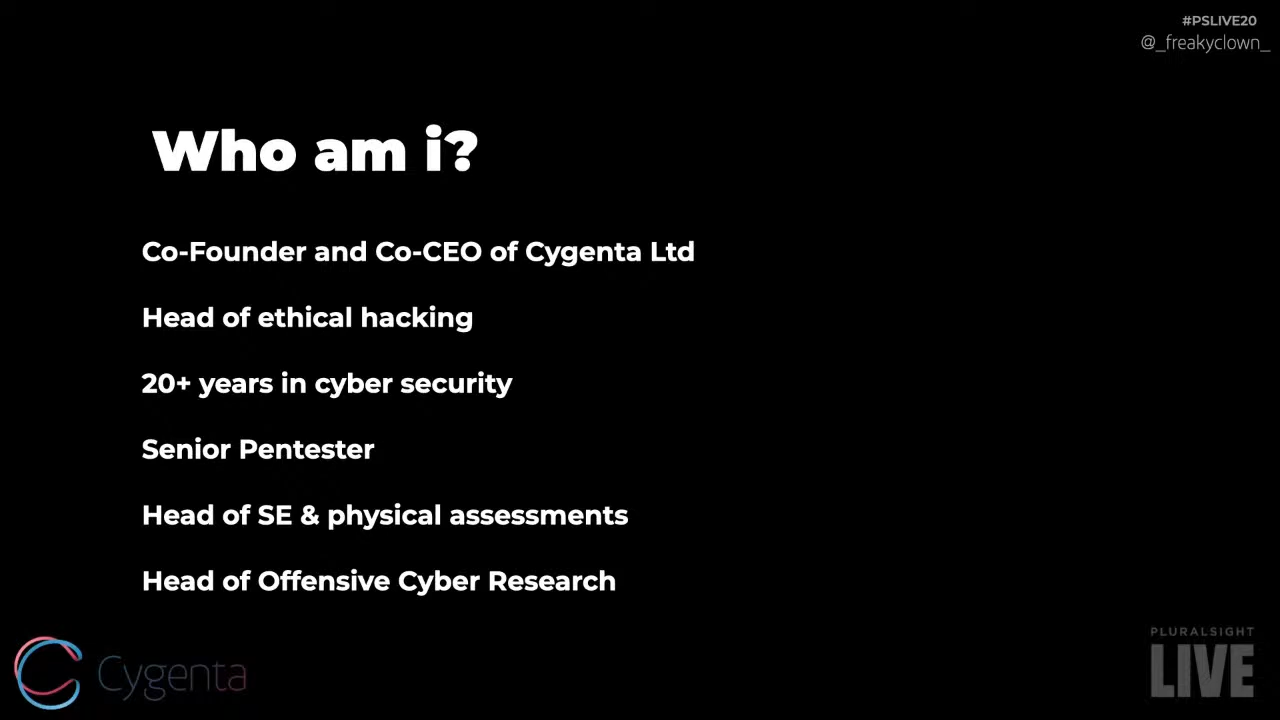 #PSLIVE20
@_freakyclown_
Who am i?
Co-Founder and Co-CEO of Cygenta Ltd
Head of ethical hacking
20+ years in cyber security
Senior Pentester
Head of SE & physical assessments
Head of Offensive Cyber Research
Cygenta
PLURALSIGHT
LIVE